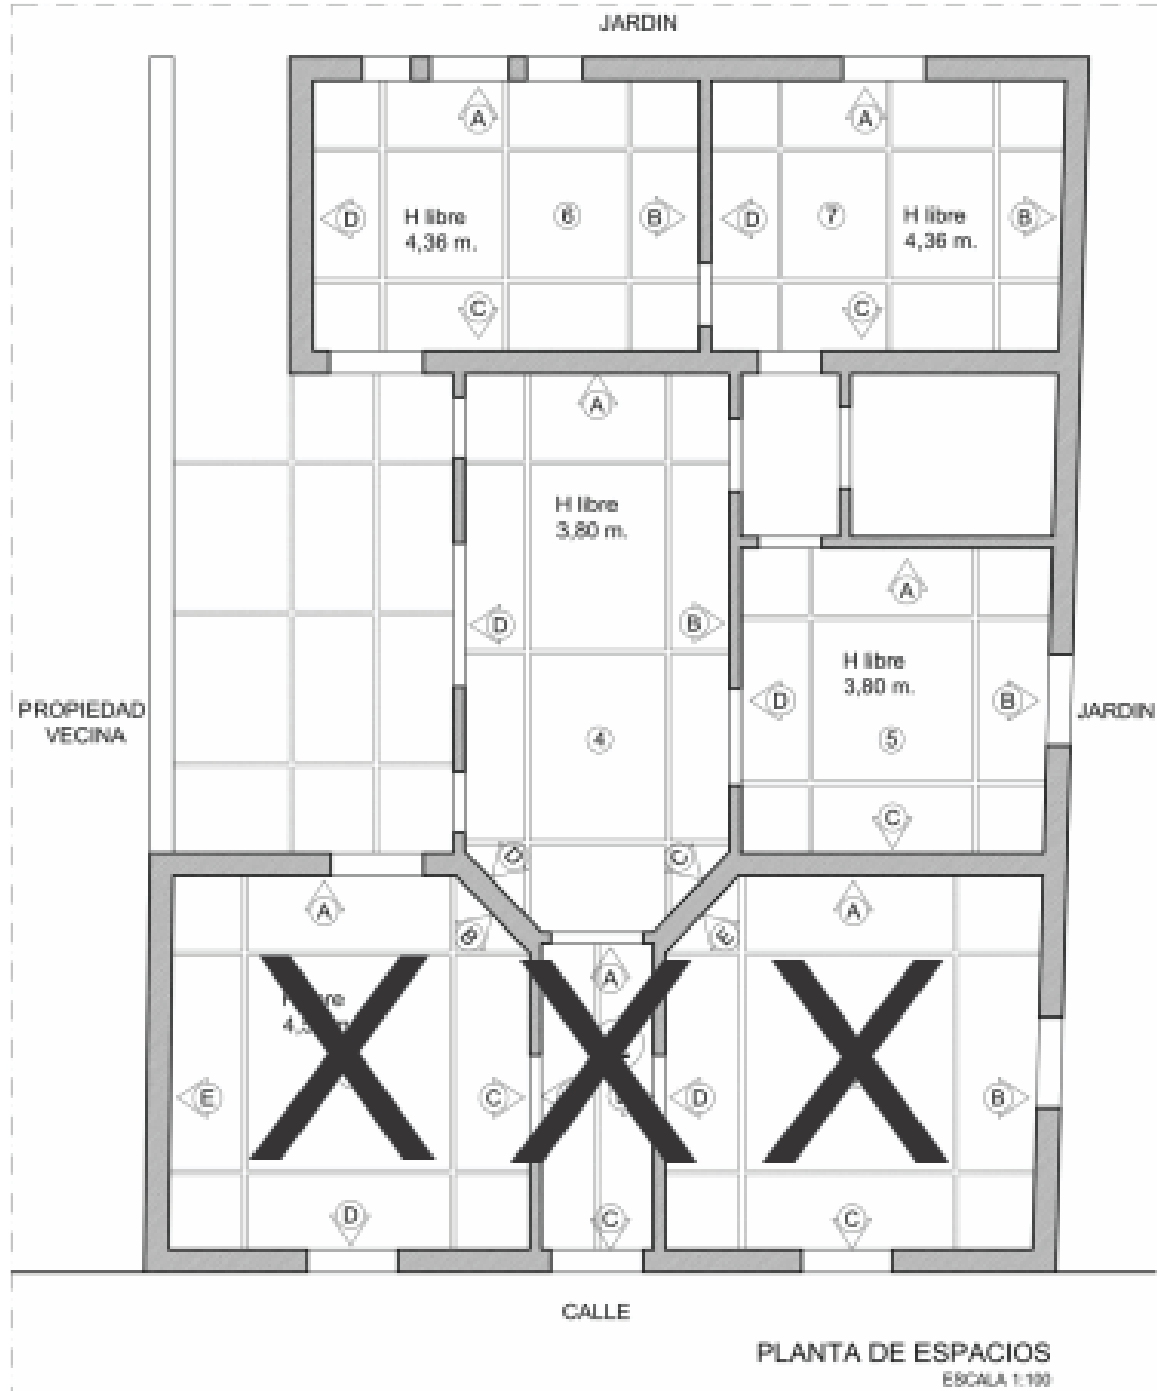 JARDIN
A
A
D
H libre
4,36 m.
6
B
D
7
H libre
4,36 m.
B
C
C
A
H libre
3,80 m.
D
B
A
H libre
3,80 m.
D
B
PROPIEDAD
VECINA
JARDIN
4
5
C
D
C
A
B
E
A
A
E
C
D
B
D
C
C
CALLE
PLANTA DE ESPACIOS
ESCALA 1:100